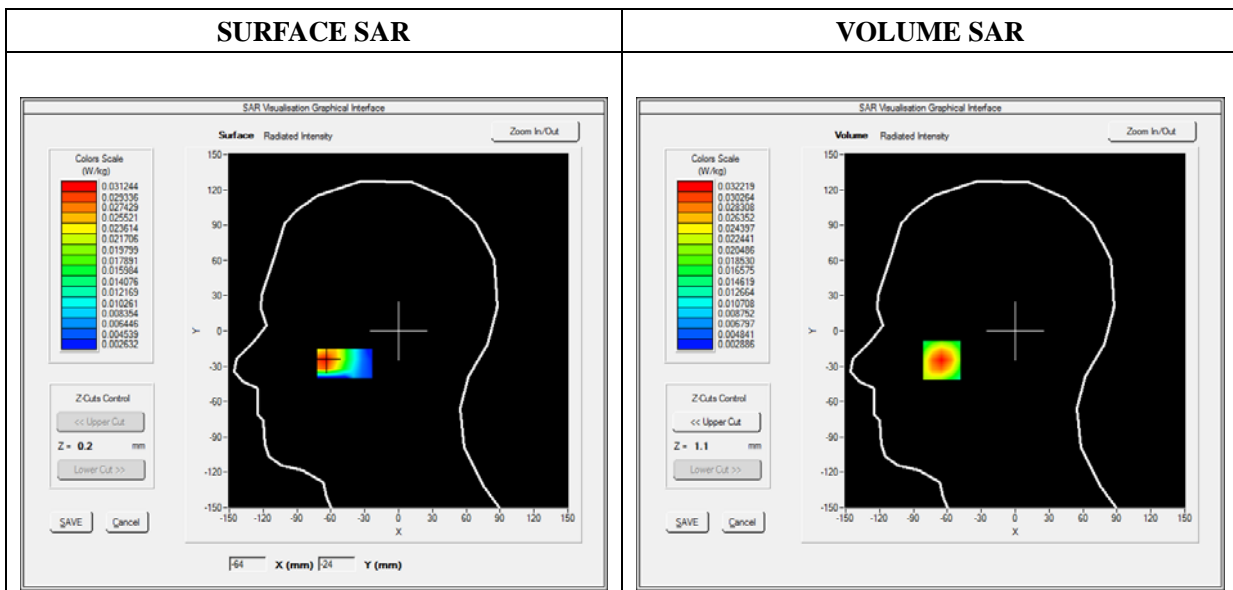 SURFACE SAR
VOLUME SAR
SAR Visualisation Graphical Interface
Surface Radiated Intensity
Zoom In/Out
Colors Scale
(W/kg)
0.031244
0.029336
0.027429
0.025521
0.023614
0.021706
0.019799
0.017891
0.015984
0.014076
0.012169
0.010261
0.008354
0.006446
0.004539
0.002632
150
120
90
60
30
0
-30
-60
-90
-120
-150
Y
-150 -120 -90 -60 -30 0 30 60 90 120 150
X
Z-Cuts Control
<< Upper Cut
Z = 0.2 mm
Lower Cut >>
SAVE Cancel
-64 X (mm) -24 Y (mm)
SAR Visualisation Graphical Interface
Volume Radiated Intensity
Zoom In/Out
Colors Scale
(W/kg)
0.032219
0.030264
0.028308
0.026352
0.024397
0.022441
0.020486
0.018530
0.016575
0.014619
0.012664
0.010708
0.008752
0.006797
0.004841
0.002886
150
120
90
60
30
0
-30
-60
-90
-120
-150
Y
-150 -120 -90 -60 -30 0 30 60 90 120 150
X
Z-Cuts Control
<< Upper Cut
Z = 1.1 mm
Lower Cut >>
SAVE Cancel